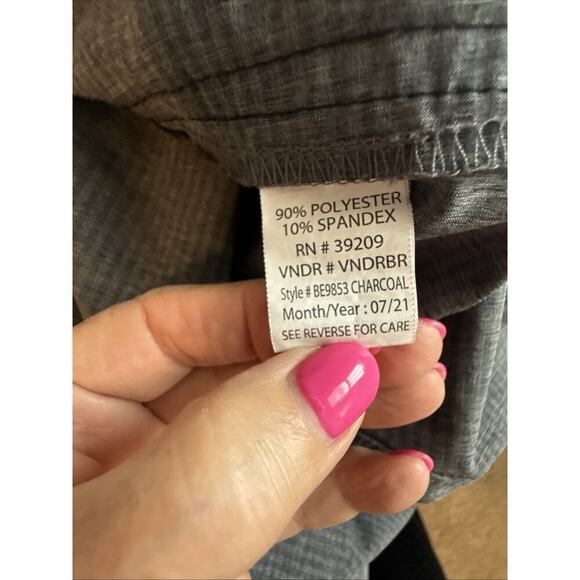 90% POLYESTER
10% SPANDEX
RN # 39209
VNDR # VNDRBR
Style # BE9853 CHARCOAL
Month/Year : 07/21
SEE REVERSE FOR CARE